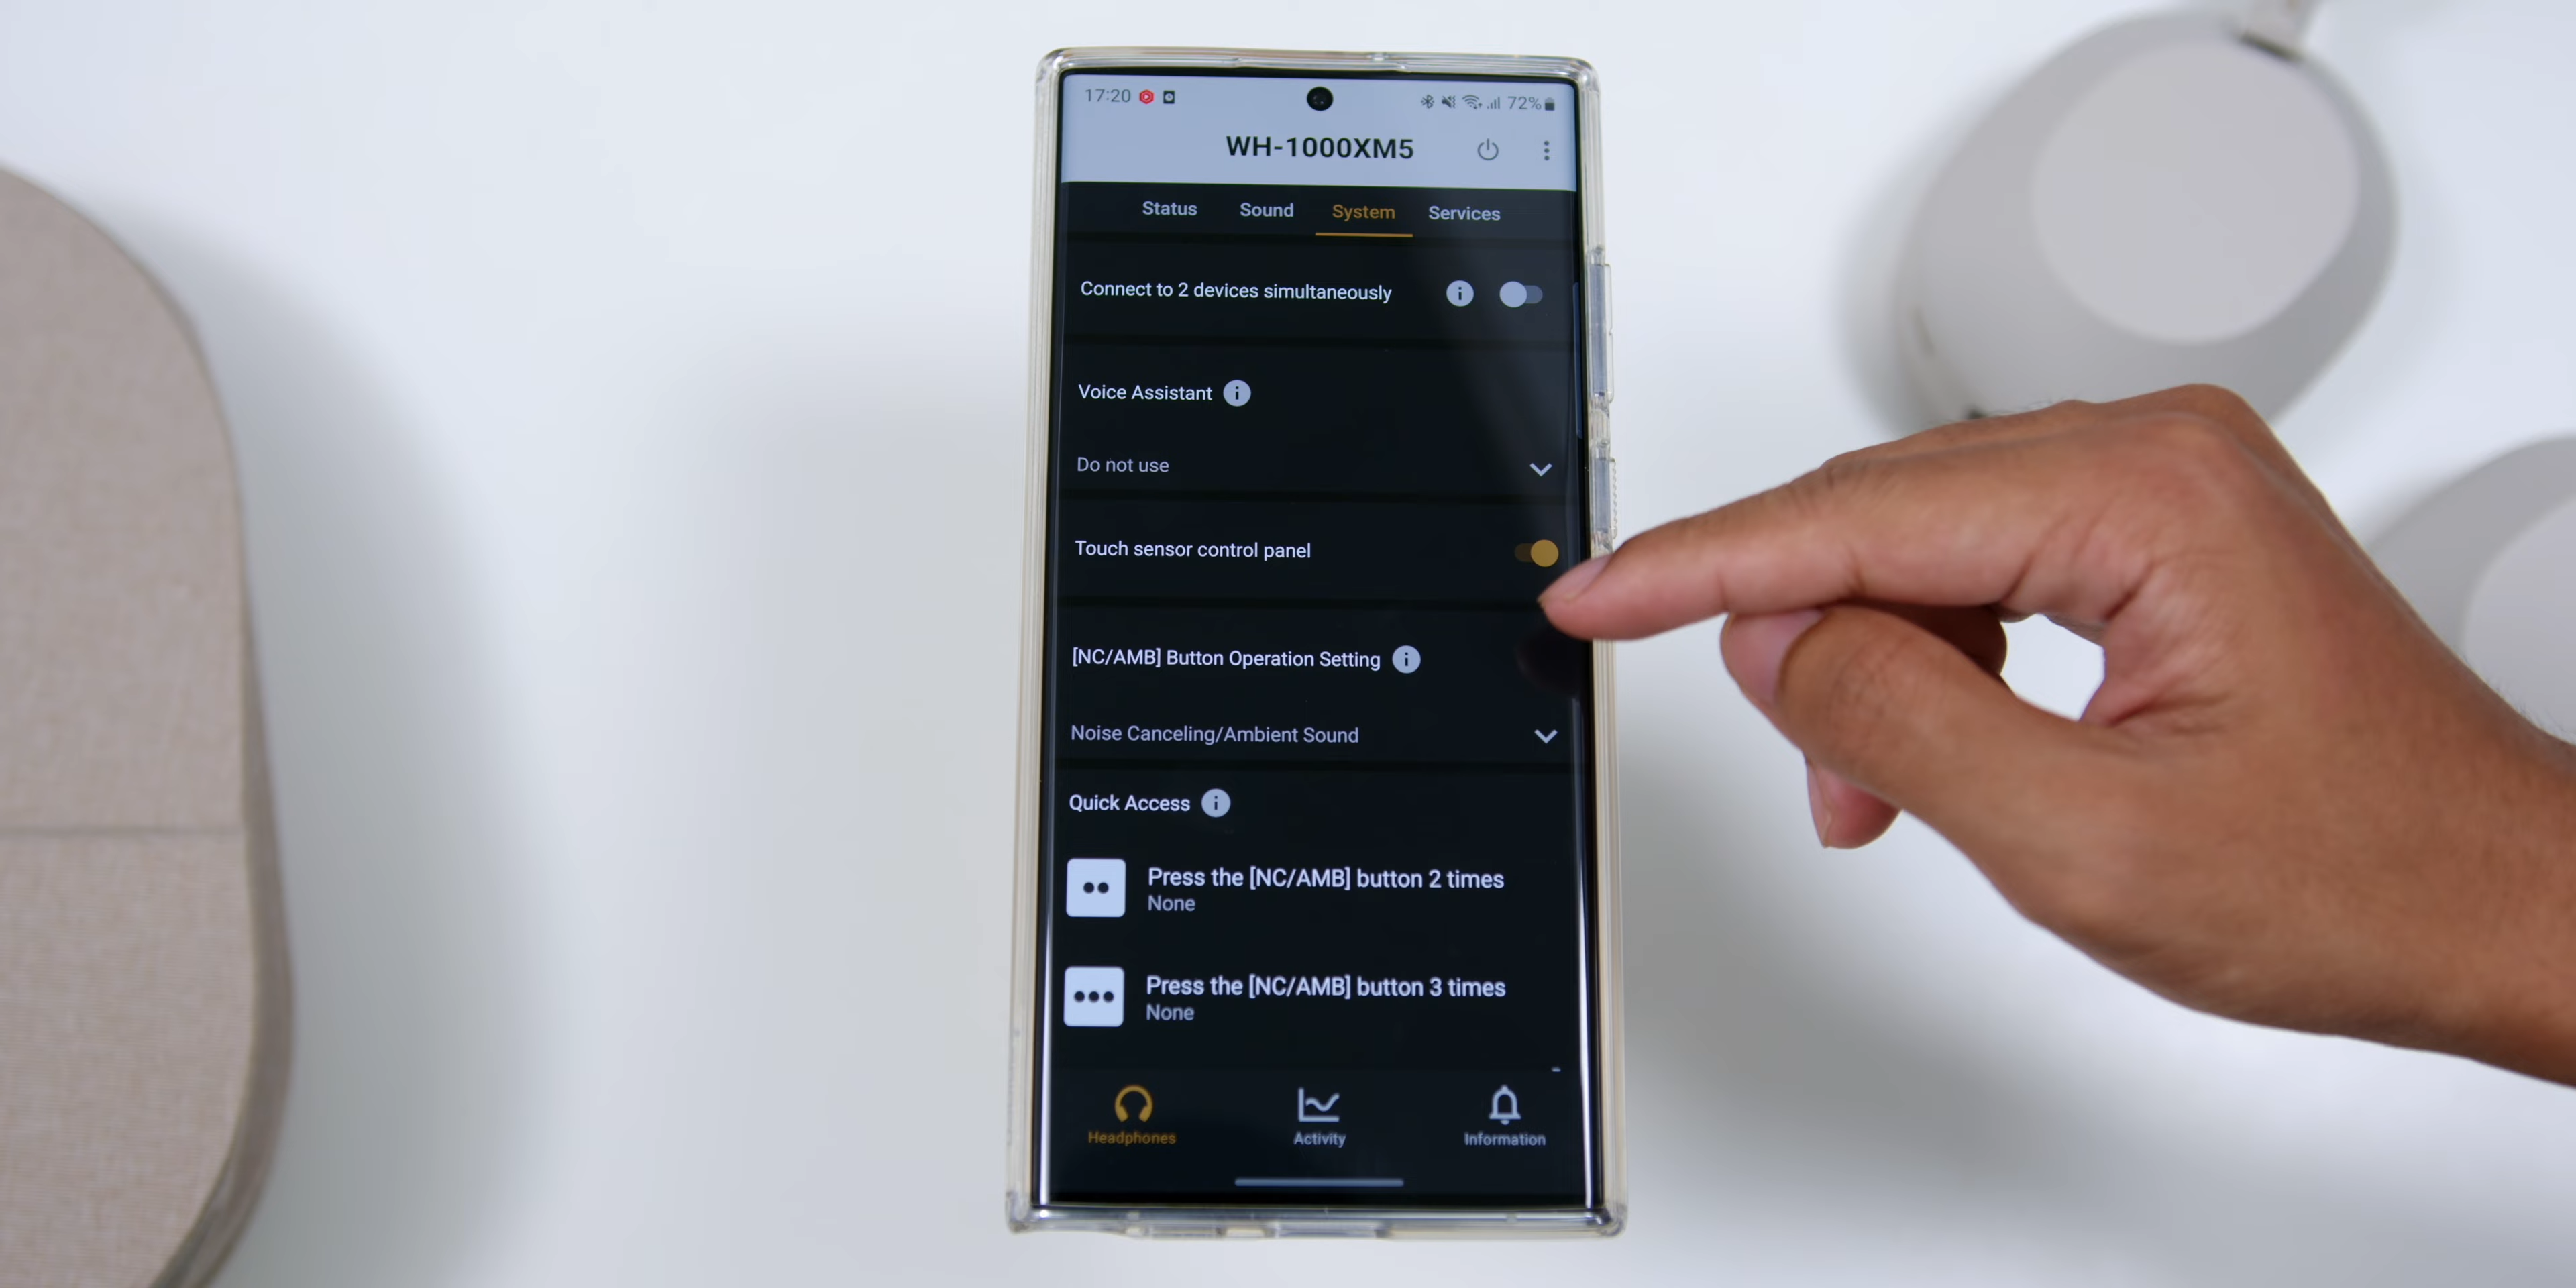 17:20 72%
WH-1000XM5
Status Sound System Services
Connect to 2 devices simultaneously
Voice Assistant
Do not use
Touch sensor control panel
[NC/AMB] Button Operation Setting
Noise Canceling/Ambient Sound
Quick Access
Press the [NC/AMB] button 2 times
None
Press the [NC/AMB] button 3 times
None
Headphones Activity Information